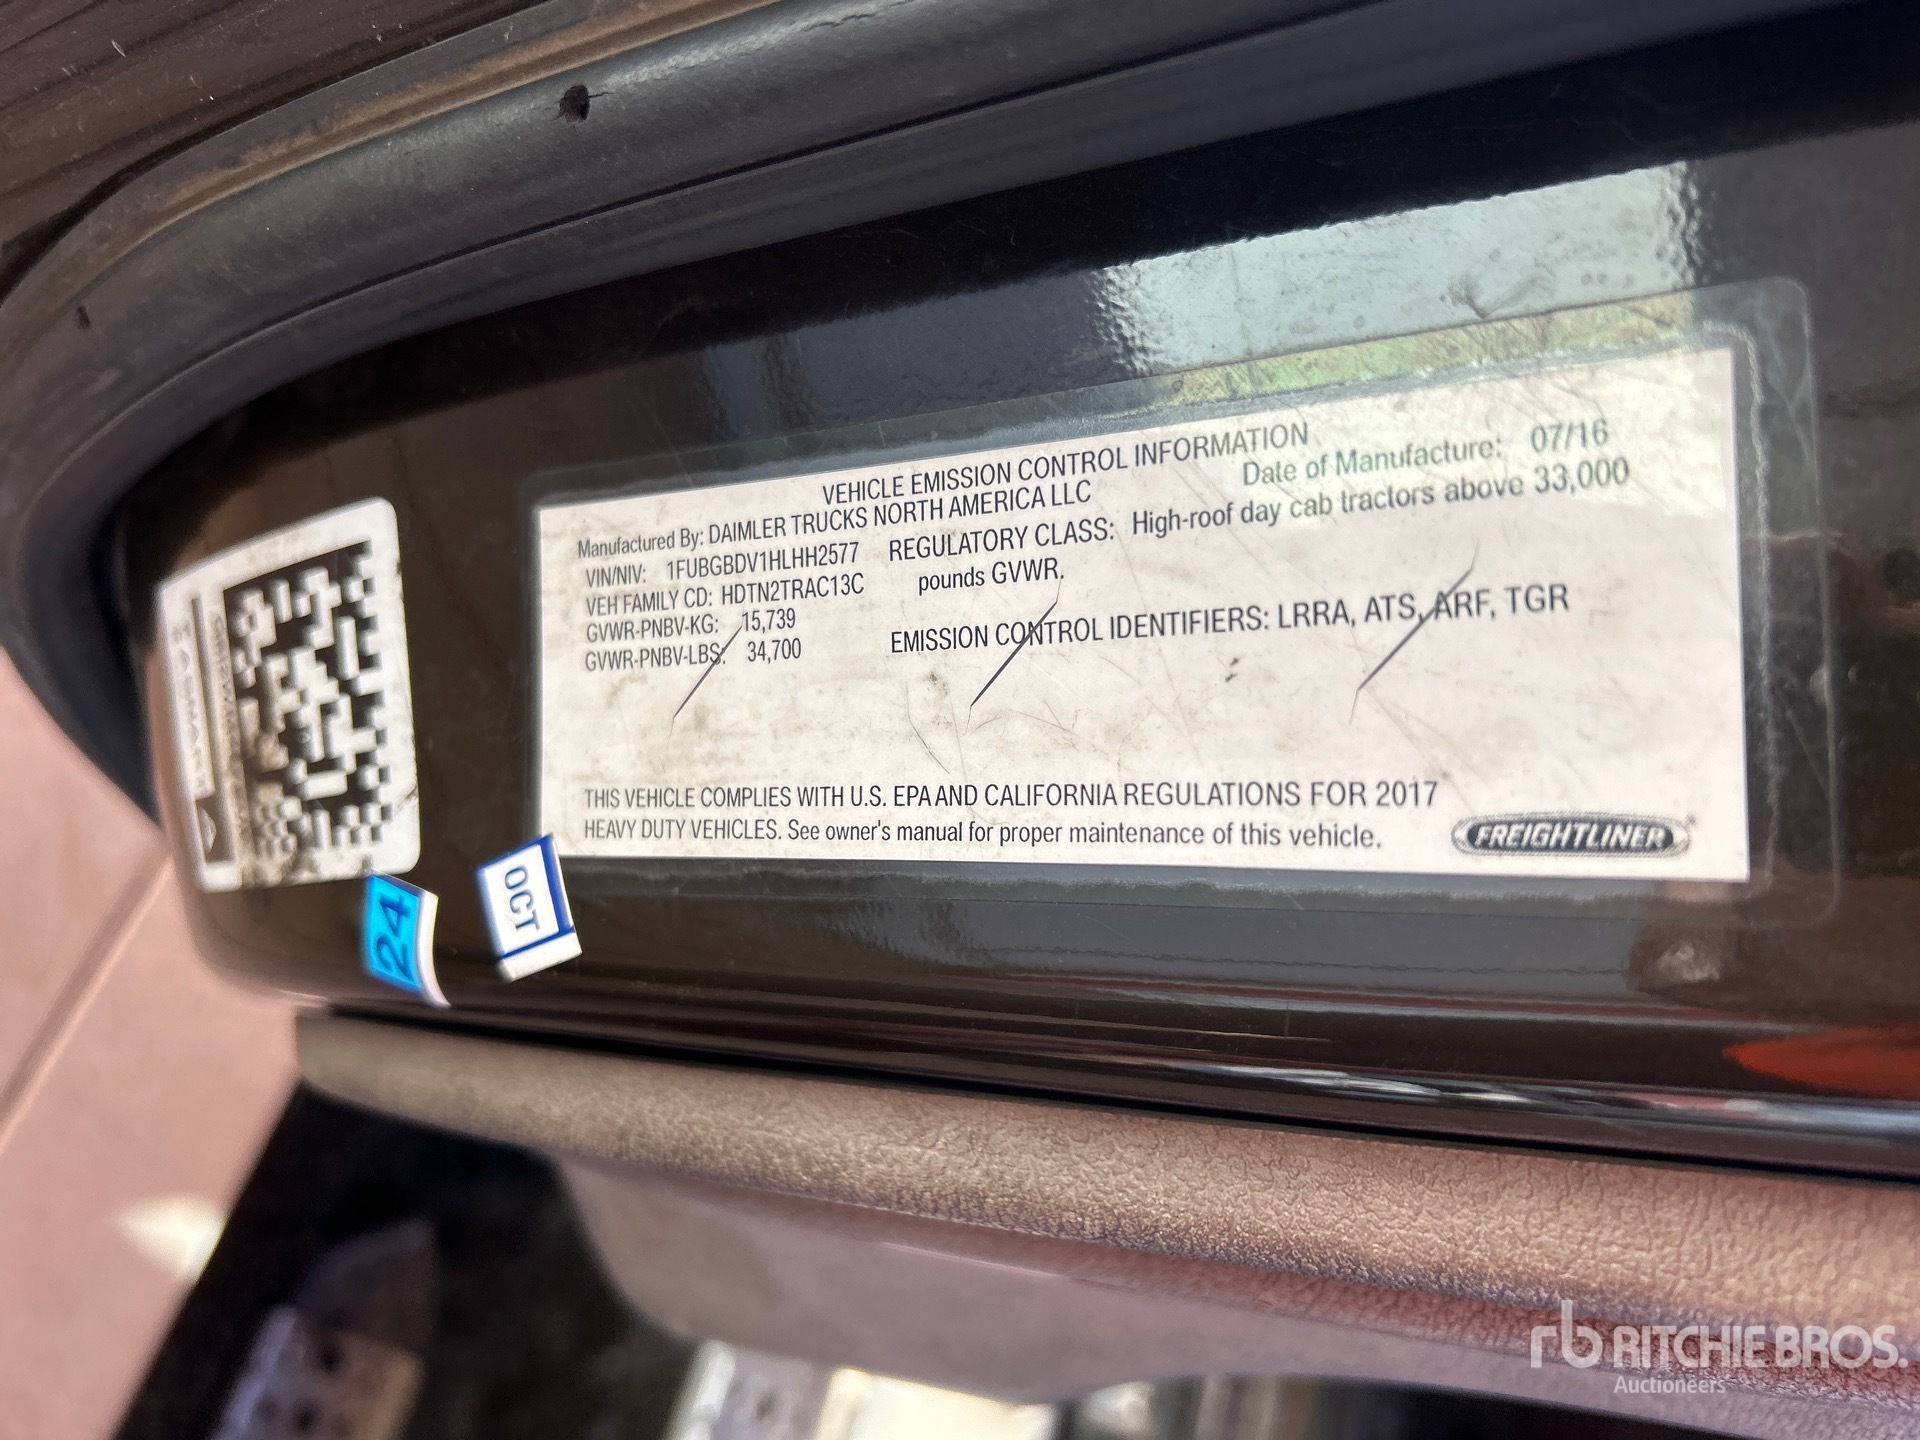 VEHICLE EMISSION CONTROL INFORMATION
Manufactured By: DAIMLER TRUCKS NORTH AMERICA LLC
Date of Manufacture: 07/16
VIN/NIV: 1FUBGBDV1HLHH2577
VEH FAMILY CD: HDTN2TRAC13C
GVWR-PNBV-KG: 15,739
GVWR-PNBV-LBS: 34,700
REGULATORY CLASS: High-roof day cab tractors above 33,000
pounds GVWR.
EMISSION CONTROL IDENTIFIERS: LRRA, ATS, ARF, TGR
THIS VEHICLE COMPLIES WITH U.S. EPA AND CALIFORNIA REGULATIONS FOR 2017
HEAVY DUTY VEHICLES. See owner's manual for proper maintenance of this vehicle.
FREIGHTLINER
24
OCT
rb RITCHIE BROS.
Auctioneers